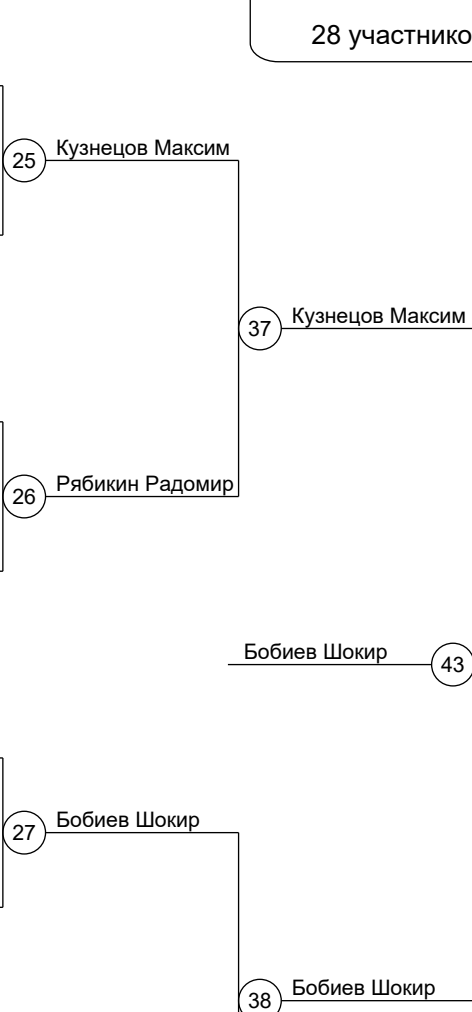 28 участнико
25 Кузнецов Максим
37 Кузнецов Максим
26 Рябикин Радомир
Бобиев Шокир 43
27 Бобиев Шокир
38 Бобиев Шокир